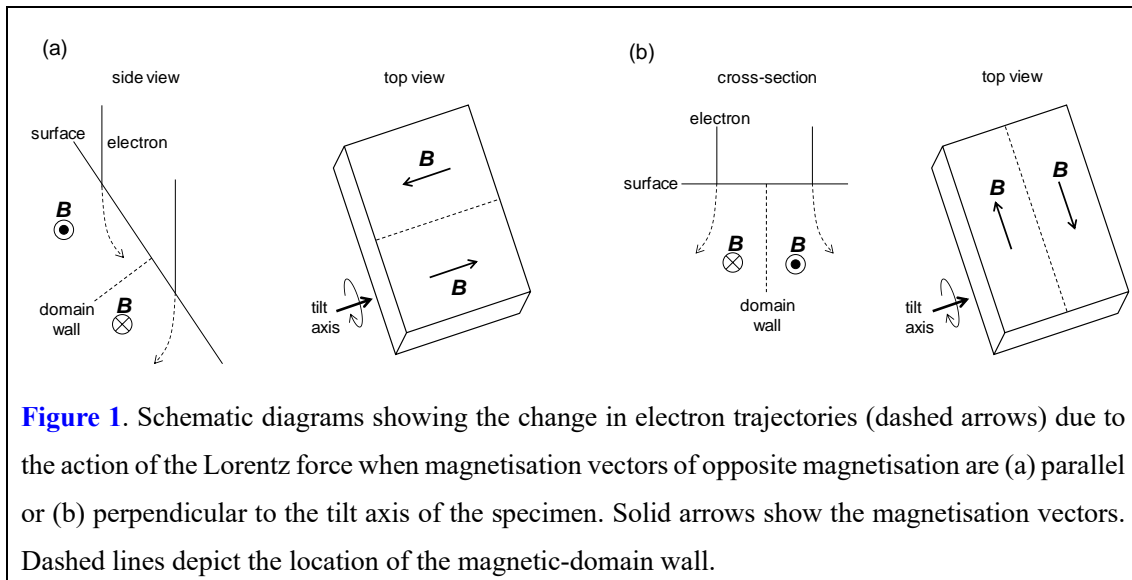 (a)
side view
top view
surface
electron
B
B
domain
wall
B
B
tilt
axis
(b)
cross-section
top view
electron
surface
B
B
domain
wall
B
B
tilt
axis
Figure 1. Schematic diagrams showing the change in electron trajectories (dashed arrows) due to
the action of the Lorentz force when magnetisation vectors of opposite magnetisation are (a) parallel
or (b) perpendicular to the tilt axis of the specimen. Solid arrows show the magnetisation vectors.
Dashed lines depict the location of the magnetic-domain wall.